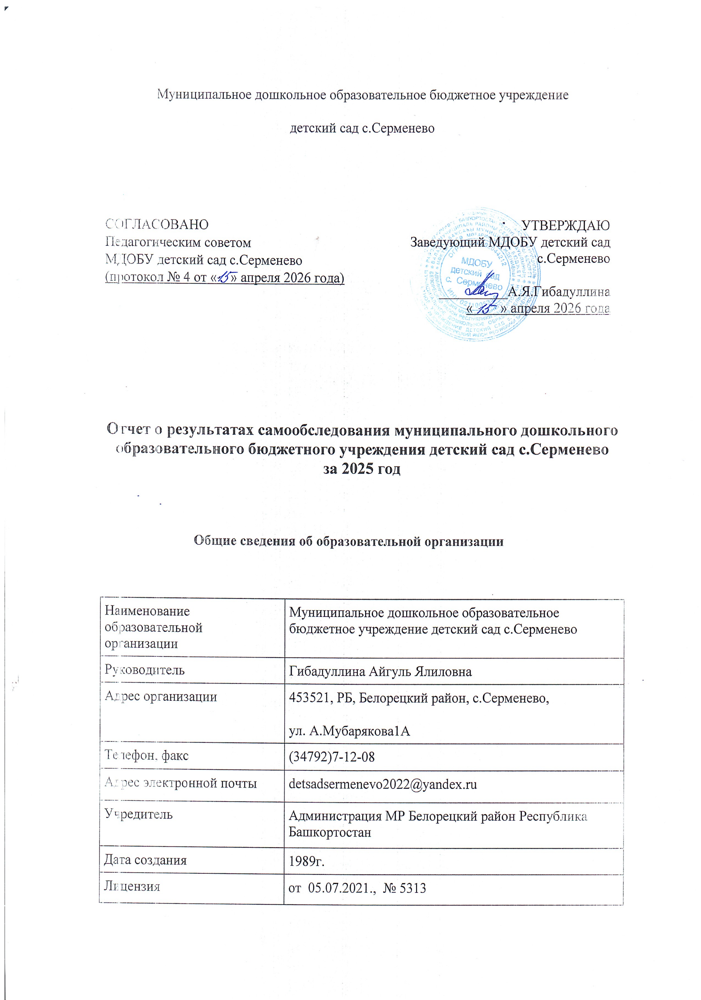 Муниципальное дошкольное образовательное бюджетное учреждение
детский сад с.Серменево
СОГЛАСОВАНО
Педагогическим советом
МДОБУ детский сад с.Серменево
(протокол № 4 от «15» апреля 2026 года)
УТВЕРЖДАЮ
Заведующий МДОБУ детский сад
с.Серменево
А.Я.Гибадуллина
« 15 » апреля 2026 года
МДОБУ
детский сад
с. Серменево
Отчет о результатах самообследования муниципального дошкольного
образовательного бюджетного учреждения детский сад с.Серменево
за 2025 год
Общие сведения об образовательной организации
Наименование
образовательной
организации
Муниципальное дошкольное образовательное
бюджетное учреждение детский сад с.Серменево
Руководитель
Гибадуллина Айгуль Ялиловна
Адрес организации
453521, РБ, Белорецкий район, с.Серменево,
ул. А.Мубарякова1А
Телефон, факс
(34792)7-12-08
Адрес электронной почты
detsadsermenevo2022@yandex.ru
Учредитель
Администрация МР Белорецкий район Республика
Башкортостан
Дата создания
1989г.
Лицензия
от 05.07.2021., № 5313